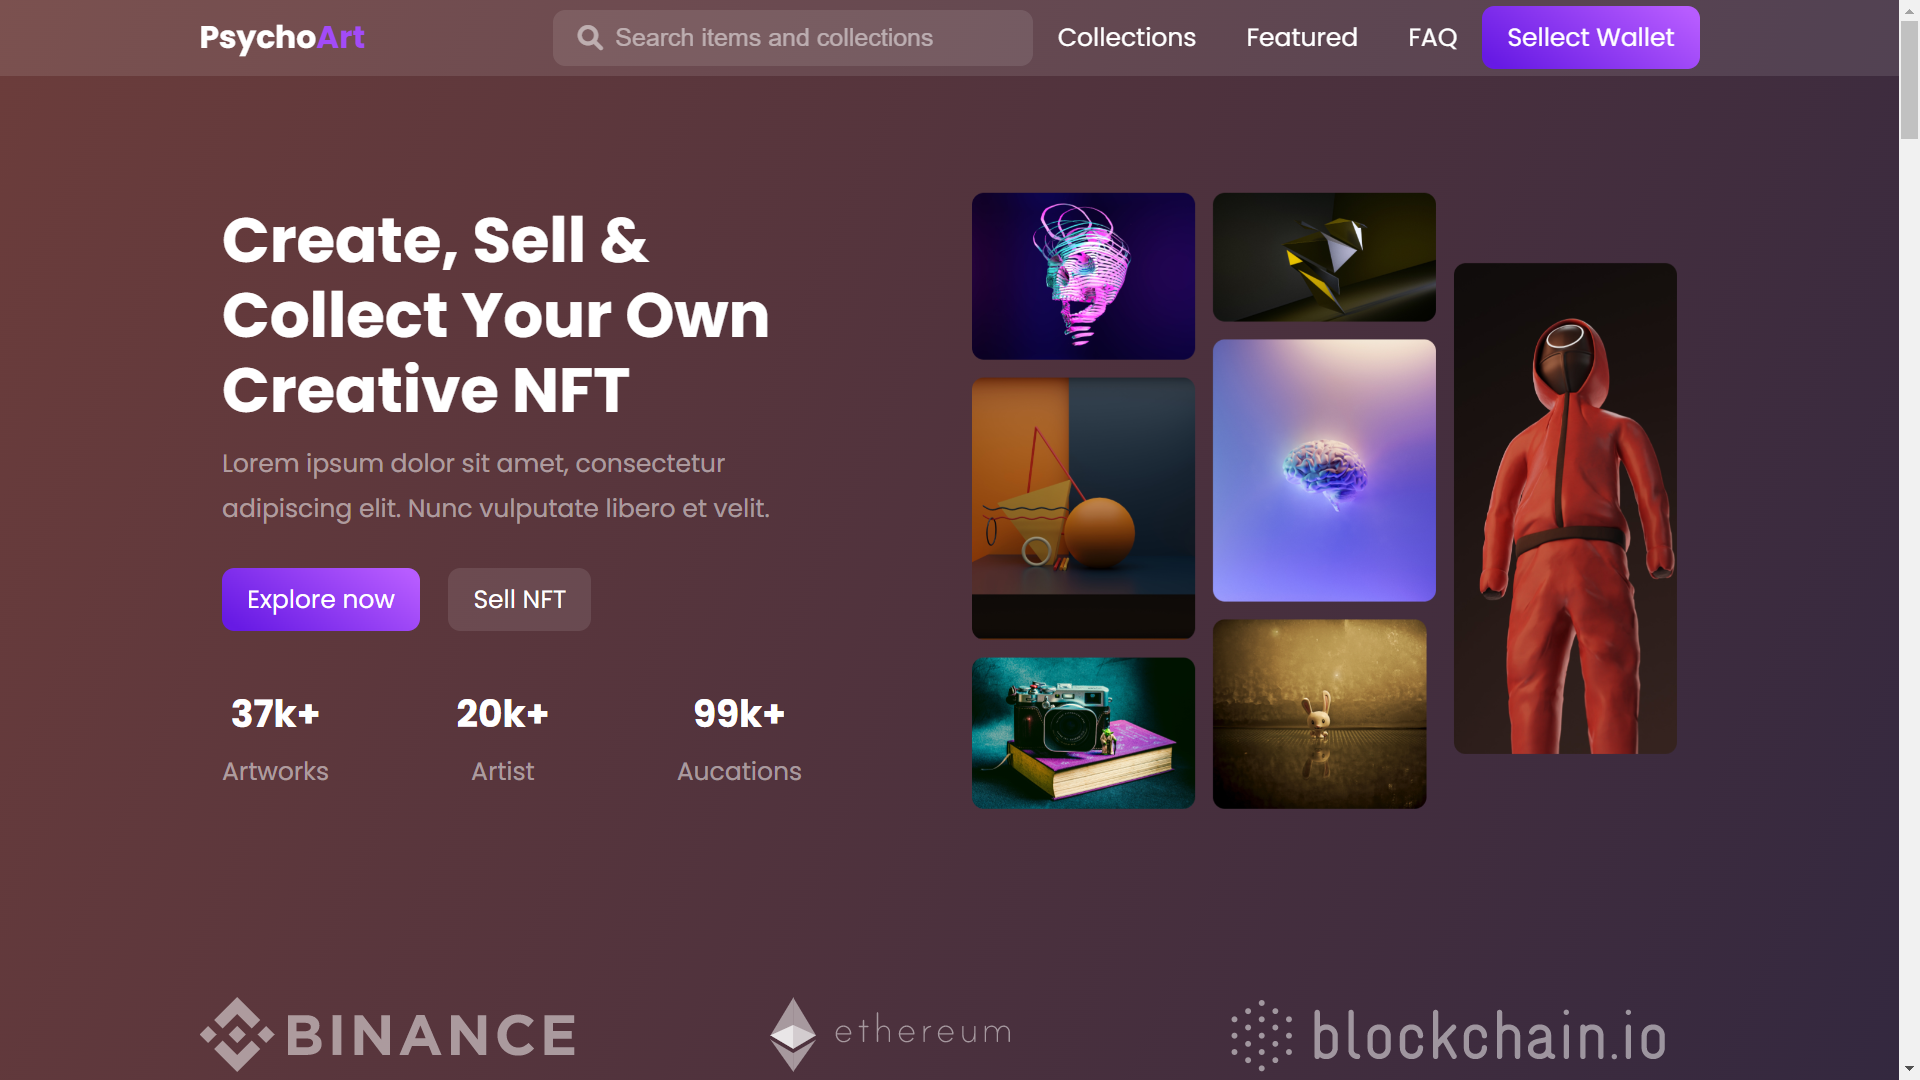 PsychoArt
Search items and collections
Collections
Featured
FAQ
Sellect Wallet
Create, Sell &
Collect Your Own
Creative NFT
Lorem ipsum dolor sit amet, consectetur
adipiscing elit. Nunc vulputate libero et velit.
Explore now
Sell NFT
37k+
20k+
99k+
Artworks
Artist
Aucations
BINANCE
ethereum
blockchain.io